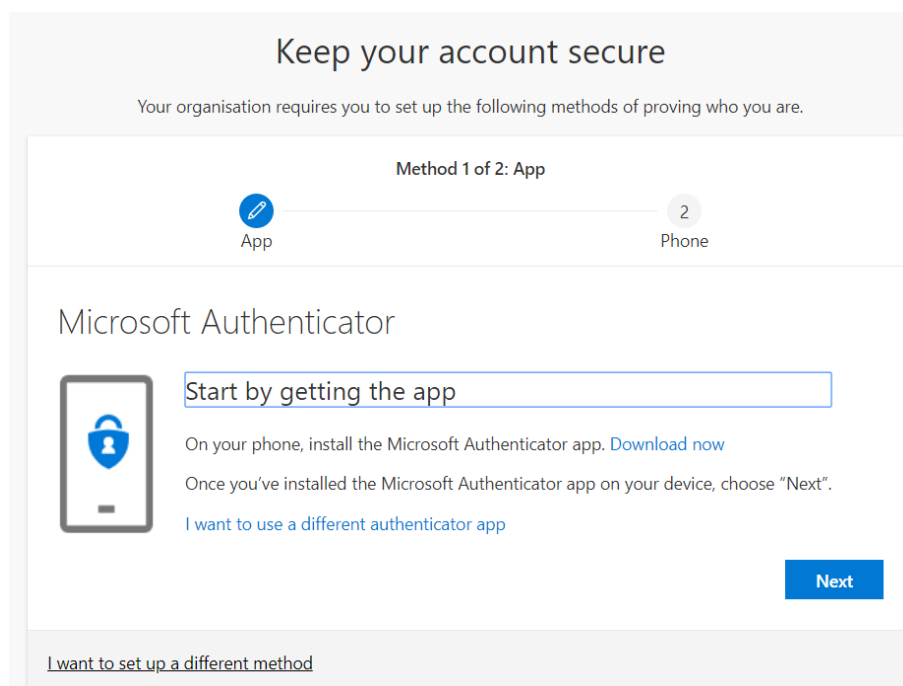 Keep your account secure
Your organisation requires you to set up the following methods of proving who you are.
Method 1 of 2: App
2
App
Phone
Microsoft Authenticator
Start by getting the app
On your phone, install the Microsoft Authenticator app. Download now
Once you've installed the Microsoft Authenticator app on your device, choose “Next”.
I want to use a different authenticator app
Next
I want to set up a different method